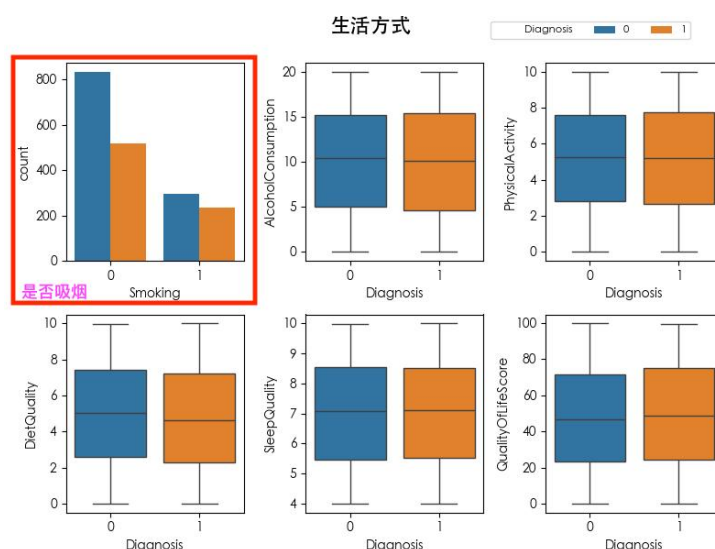 生活方式
Diagnosis 0 1
800
600
400
200
0
count
0 1
Smoking
是否吸烟
20
15
10
5
0
AlcoholConsumption
0 1
Diagnosis
10
8
6
4
2
0
PhysicalActivity
0 1
Diagnosis
10
8
6
4
2
0
DietQuality
0 1
Diagnosis
10
9
8
7
6
5
4
SleepQuality
0 1
Diagnosis
100
80
60
40
20
0
QualityOfLifeScore
0 1
Diagnosis